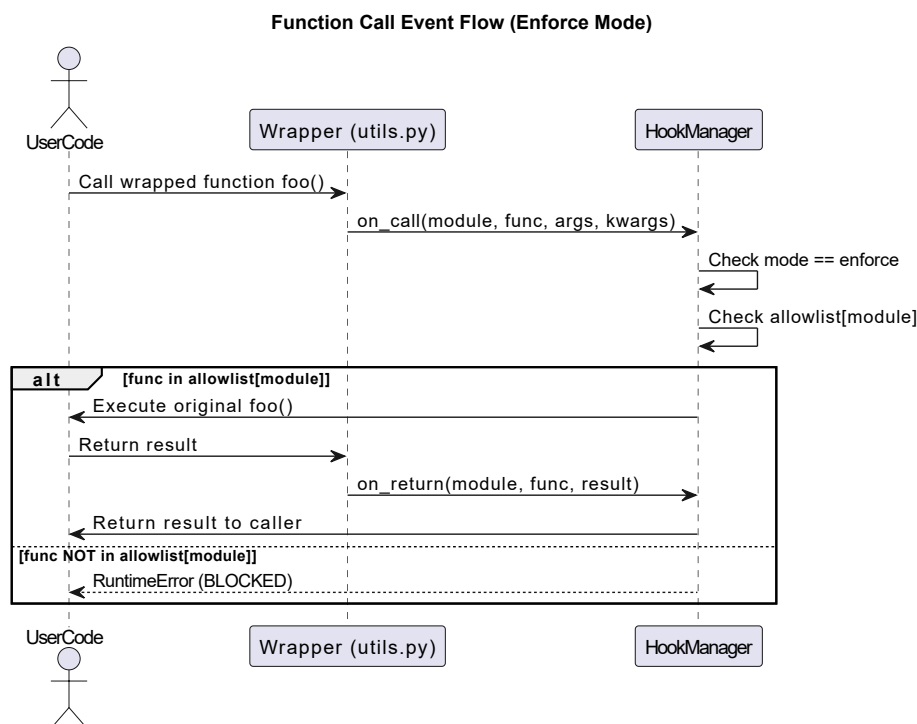 Function Call Event Flow (Enforce Mode)
UserCode
Wrapper (utils.py)
HookManager
Call wrapped function foo()
on_call(module, func, args, kwargs)
Check mode == enforce
Check allowlist[module]
alt
[func in allowlist[module]]
Execute original foo()
Return result
on_return(module, func, result)
Return result to caller
[func NOT in allowlist[module]]
RuntimeError (BLOCKED)
UserCode
Wrapper (utils.py)
HookManager